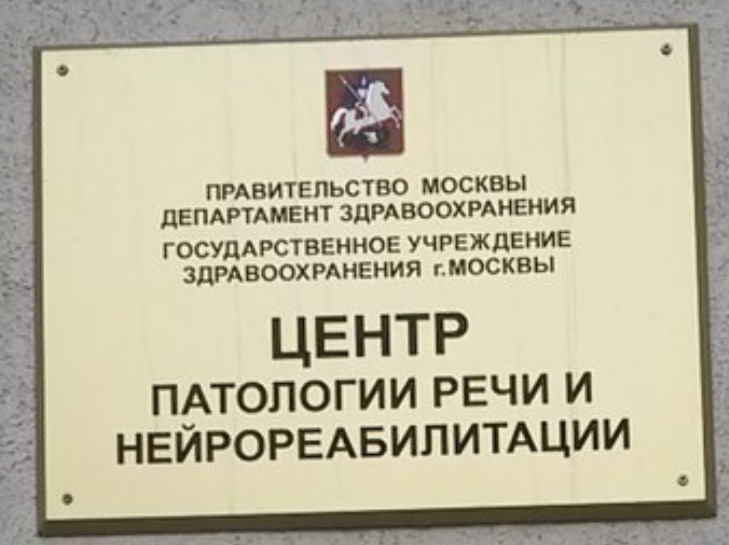 ПРАВИТЕЛЬСТВО МОСКВЫ
ДЕПАРТАМЕНТ ЗДРАВООХРАНЕНИЯ
ГОСУДАРСТВЕННОЕ УЧРЕЖДЕНИЕ
ЗДРАВООХРАНЕНИЯ г.МОСКВЫ
ЦЕНТР
ПАТОЛОГИИ РЕЧИ И
НЕЙРОРЕАБИЛИТАЦИИ